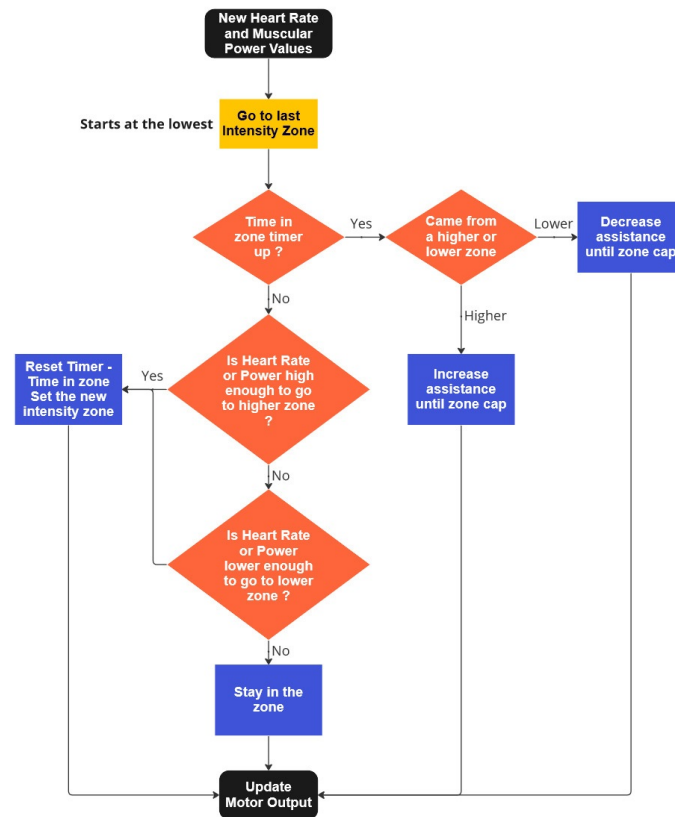 New Heart Rate
and Muscular
Power Values
Starts at the lowest
Go to last
Intensity Zone
Time in
zone timer
up ?
Yes
Came from
a higher or
lower zone
Lower
Decrease
assistance
until zone cap
No
Higher
Is Heart Rate
or Power high
enough to go
to higher zone
?
Yes
Reset Timer -
Time in zone
Set the new
intensity zone
Increase
assistance
until zone cap
No
Is Heart Rate
or Power
lower enough
to go to lower
zone ?
No
Stay in the
zone
Update
Motor Output